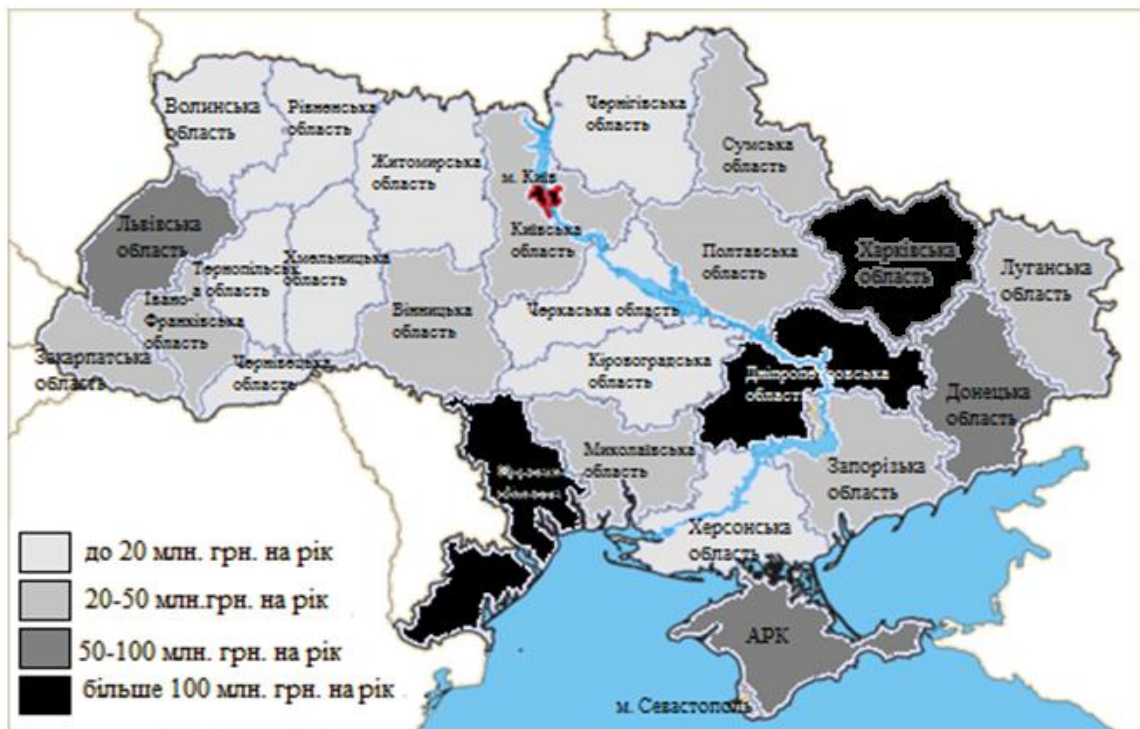 Волинська
область
Рівненська
область
Житомирська
область
Чернігівська
область
Сумська
область
м. Київ
Київська
область
Львівська
область
Тернопільськ
а область
Хмельницька
область
Вінницька
область
Івано-
Франківська
область
Закарпатська
область
Чернівецька
область
Черкаська область
Полтавська
область
Харківська
область
Луганська
область
Кіровоградська
область
область
Донецька
область
Миколаївська
область
Запорізька
область
Херсонська
область
АРК
м. Севастополь
до 20 млн. грн. на рік
20-50 млн.грн. на рік
50-100 млн. грн. на рік
більше 100 млн. грн. на рік